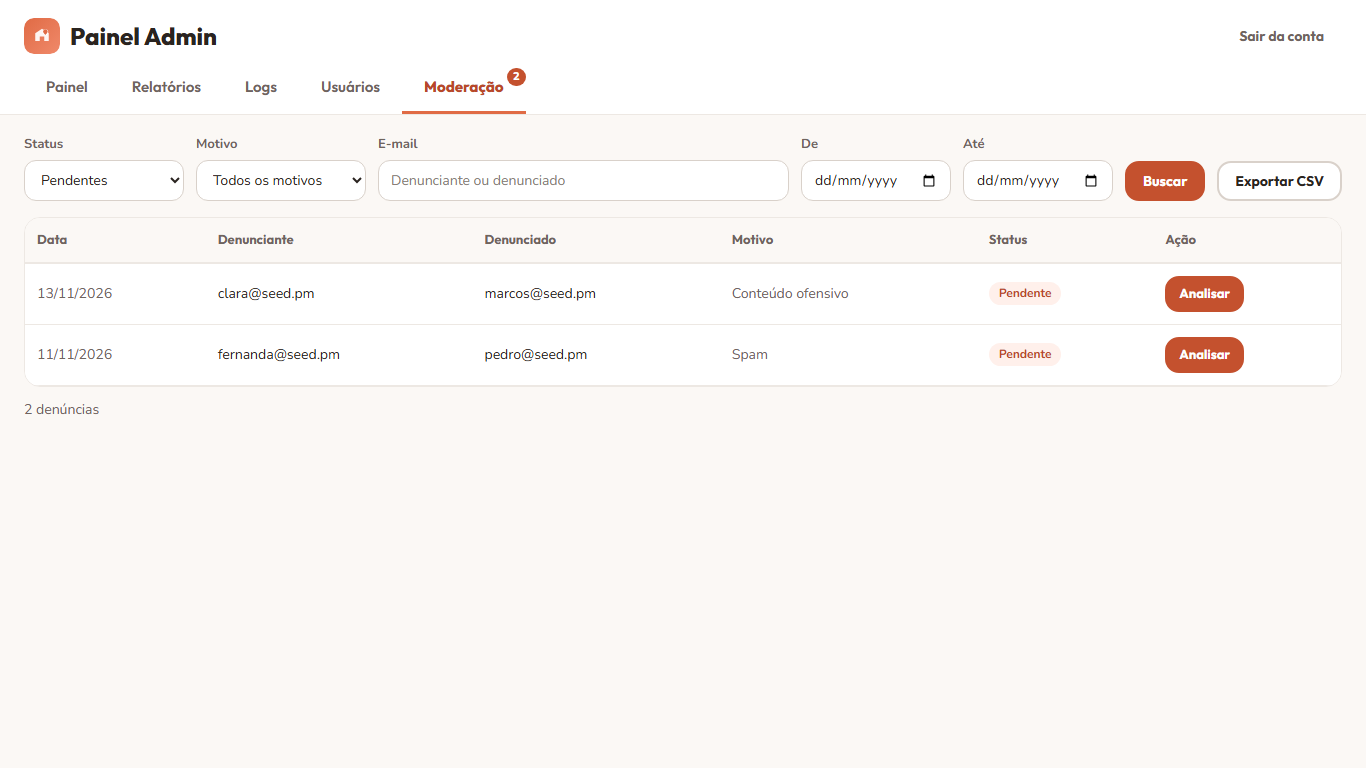 Painel Admin
Sair da conta
Painel Relatórios Logs Usuários Moderação 2
Status Motivo E-mail De Até
Pendentes Todos os motivos Denunciante ou denunciado dd/mm/yyyy dd/mm/yyyy Buscar Exportar CSV
Data Denunciante Denunciado Motivo Status Ação
13/11/2026 clara@seed.pm marcos@seed.pm Conteúdo ofensivo Pendente Analisar
11/11/2026 fernanda@seed.pm pedro@seed.pm Spam Pendente Analisar
2 denúncias